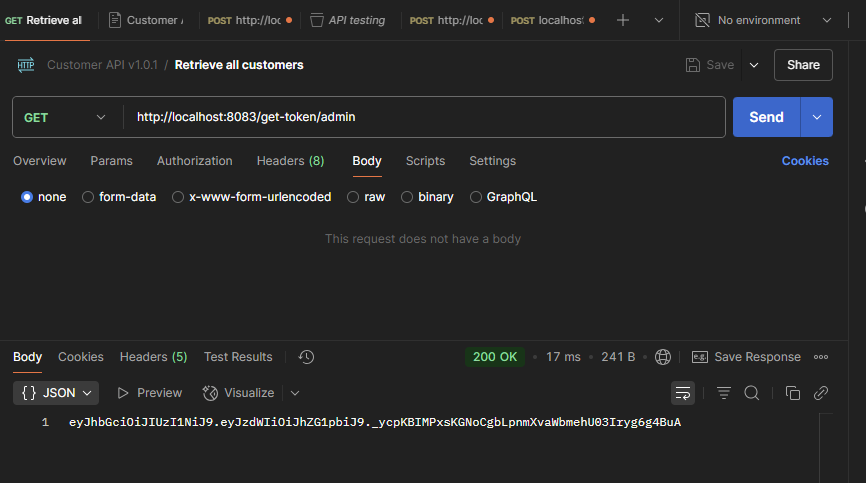 GET Retrieve all
Customer A
POST http://loc
API testing
POST http://loc
POST localhost
No environment
HTTP
Customer API v1.0.1 / Retrieve all customers
Save
Share
GET
http://localhost:8083/get-token/admin
Send
Overview Params Authorization Headers (8) Body Scripts Settings Cookies
none form-data x-www-form-urlencoded raw binary GraphQL
This request does not have a body
Body Cookies Headers (5) Test Results 200 OK • 17 ms • 241 B • e.g. Save Response
{} JSON Preview Visualize
1 eyJhbGciOiJIUzI1NiJ9.eyJzdWIiOiJhZG1pbiJ9._ycpKBIMPxsKGNoCgbLpnmXvaWbmehU03Iryg6g4BuA